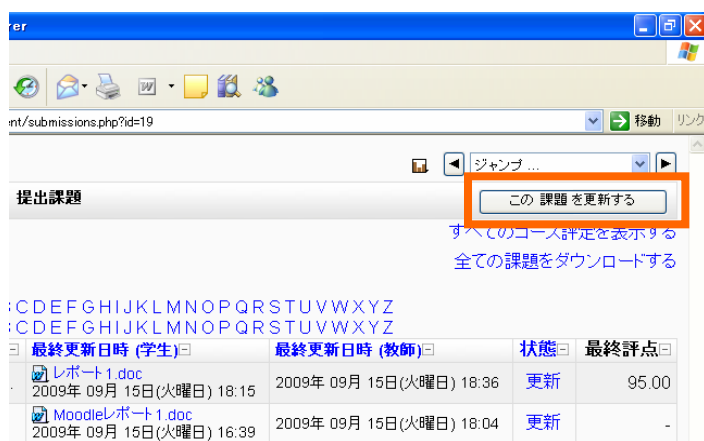 rer
ent/submissions.php?id=19
移動
リンク
ジャンプ ...
提出課題
この 課題 を更新する
すべてのコース評定を表示する
全ての課題をダウンロードする
CDEFGHIJKLMNOPQRSTUVWXYZ
CDEFGHIJKLMNOPQRSTUVWXYZ
最終更新日時 (学生) 最終更新日時 (教師) 状態 最終評点
レポート1.doc
2009年 09月 15日(火曜日) 18:15 2009年 09月 15日(火曜日) 18:36 更新 95.00
Moodleレポート1.doc
2009年 09月 15日(火曜日) 16:39 2009年 09月 15日(火曜日) 18:04 更新 -